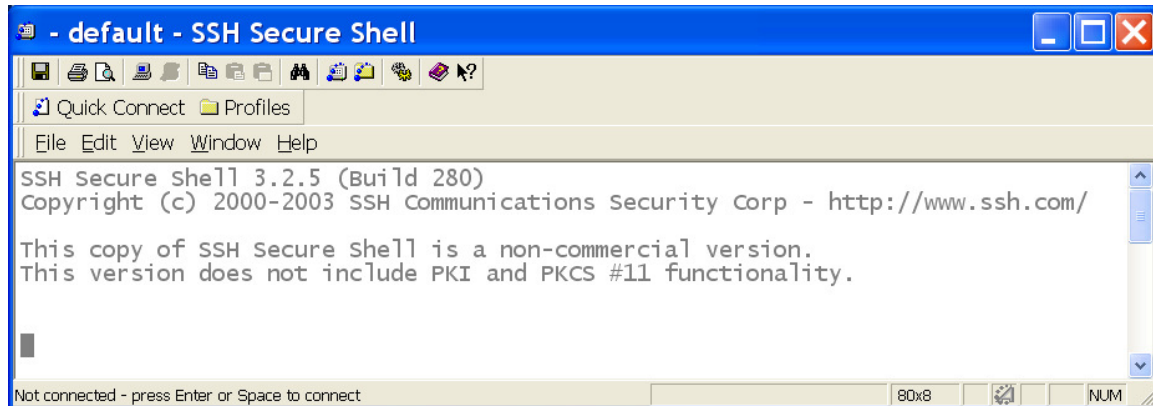 - default - SSH Secure Shell
Quick Connect Profiles
File Edit View Window Help
SSH Secure Shell 3.2.5 (Build 280)
Copyright (c) 2000-2003 SSH Communications Security Corp - http://www.ssh.com/
This copy of SSH Secure Shell is a non-commercial version.
This version does not include PKI and PKCS #11 functionality.
Not connected - press Enter or Space to connect 80x8 NUM